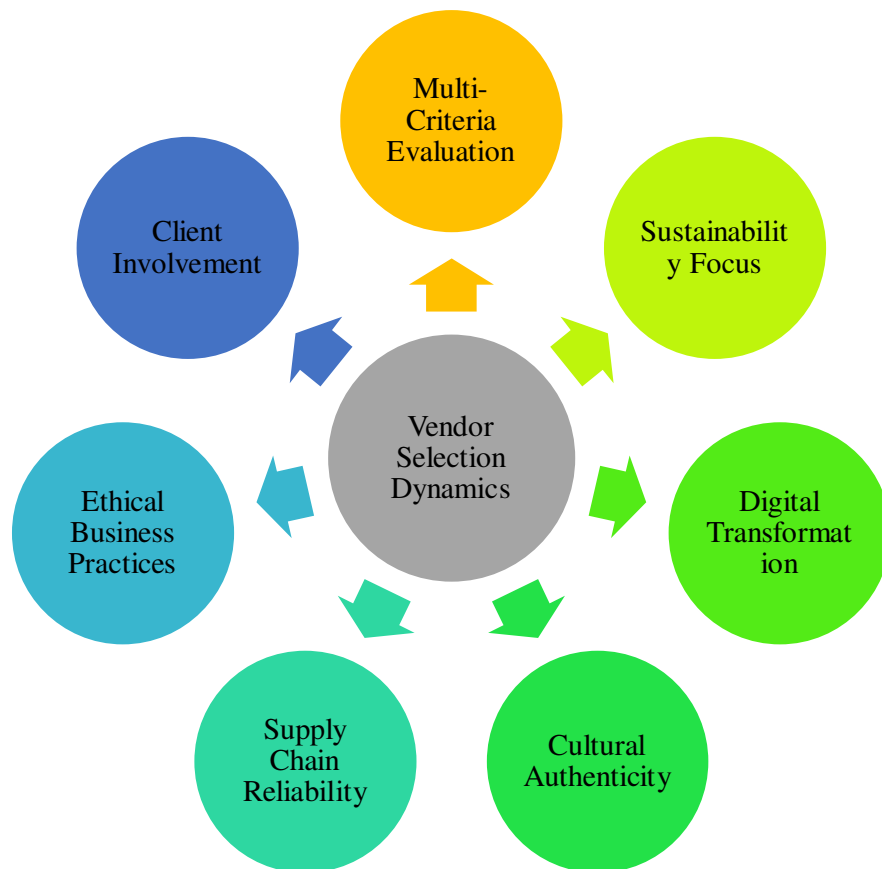 Multi-
Criteria
Evaluation
Sustainabilit
y Focus
Digital
Transformat
ion
Cultural
Authenticity
Supply
Chain
Reliability
Ethical
Business
Practices
Client
Involvement
Vendor
Selection
Dynamics